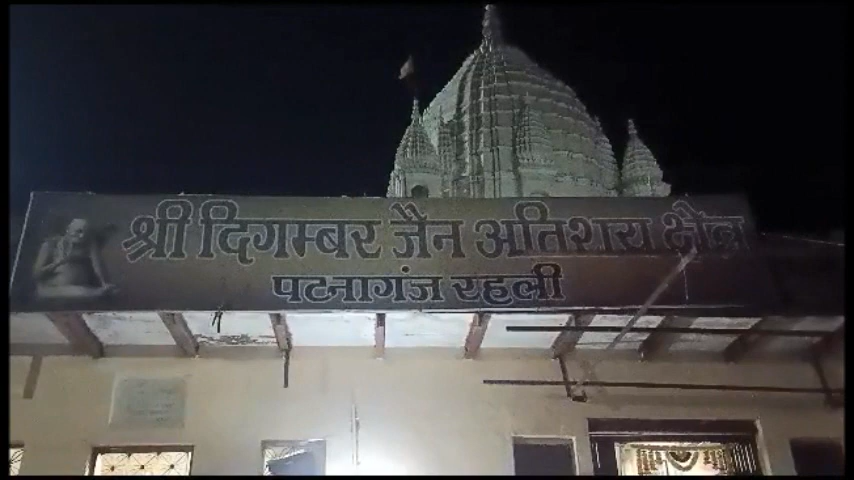 श्री दिगम्बर जैन अतिशय क्षेत्र
पटनागंज रहली